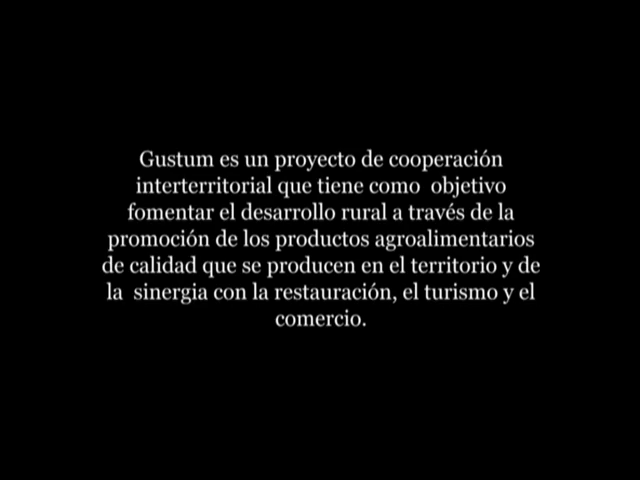 Gustum es un proyecto de cooperación
interterritorial que tiene como  objetivo
fomentar el desarrollo rural a través de la
promoción de los productos agroalimentarios
de calidad que se producen en el territorio y de
la  sinergia con la restauración, el turismo y el
comercio.